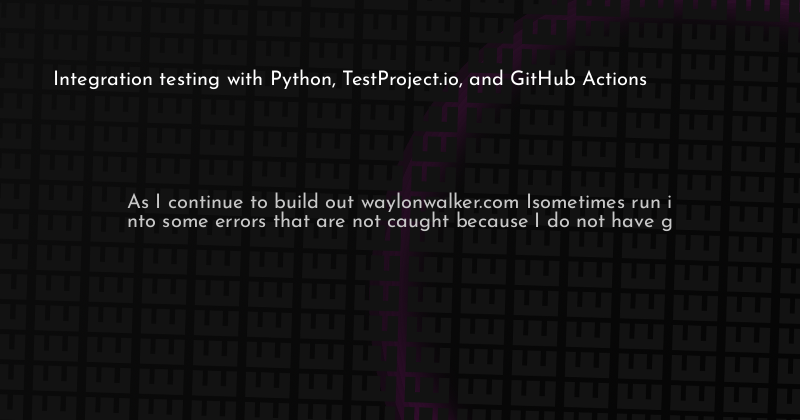 Integration testing with Python, TestProject.io, and GitHub Actions
As I continue to build out waylonwalker.com Isometimes run i
nto some errors that are not caught because I do not have g